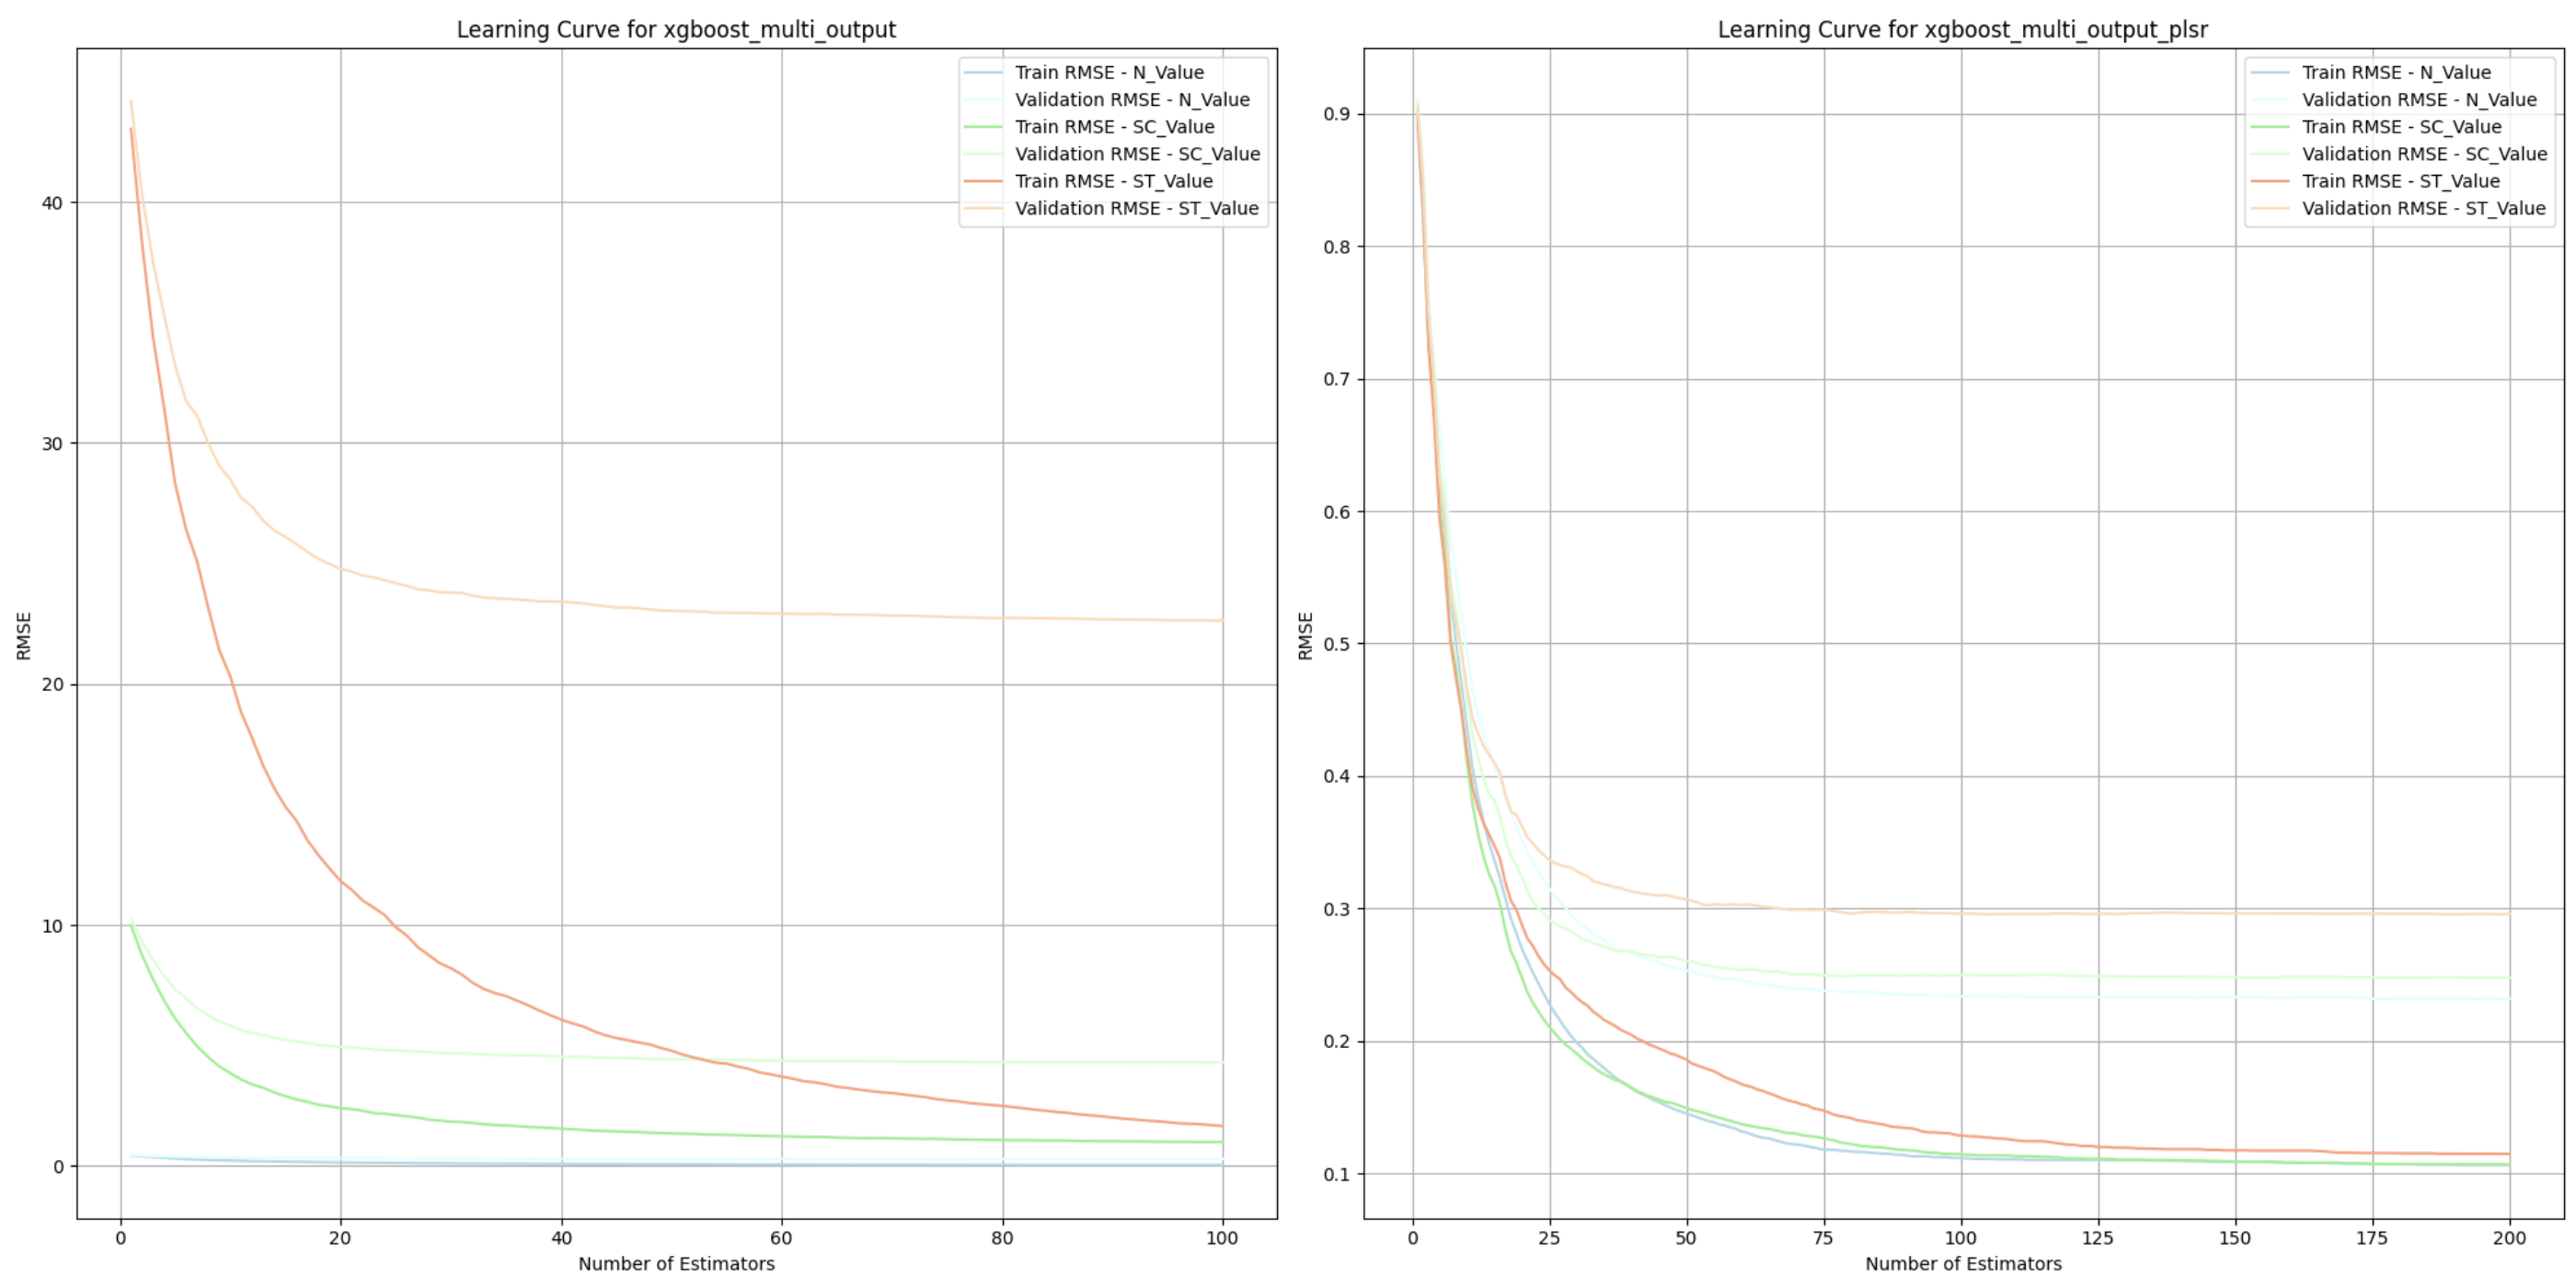 Learning Curve for xgboost_multi_output
Train RMSE - N_Value
Validation RMSE - N_Value
Train RMSE - SC_Value
Validation RMSE - SC_Value
Train RMSE - ST_Value
Validation RMSE - ST_Value
40
30
20
10
0
RMSE
0 20 40 60 80 100
Number of Estimators
Learning Curve for xgboost_multi_output_plsr
Train RMSE - N_Value
Validation RMSE - N_Value
Train RMSE - SC_Value
Validation RMSE - SC_Value
Train RMSE - ST_Value
Validation RMSE - ST_Value
0.9
0.8
0.7
0.6
0.5
0.4
0.3
0.2
0.1
RMSE
0 25 50 75 100 125 150 175 200
Number of Estimators